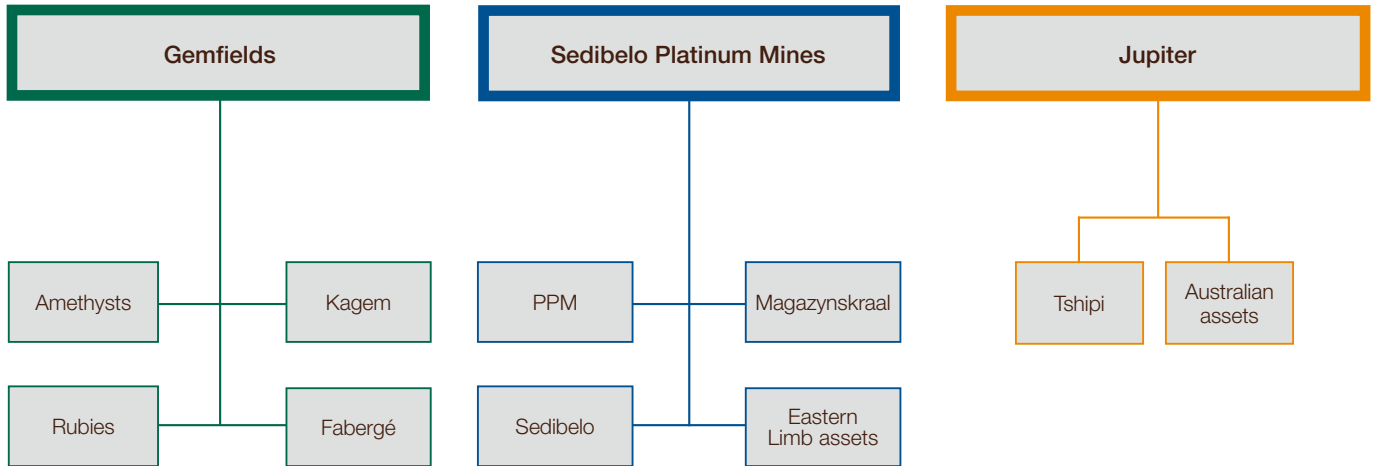 Gemfields
Sedibelo Platinum Mines
Jupiter
Amethysts
Kagem
PPM
Magazynskraal
Tshipi
Australian
assets
Rubies
Fabergé
Sedibelo
Eastern
Limb assets